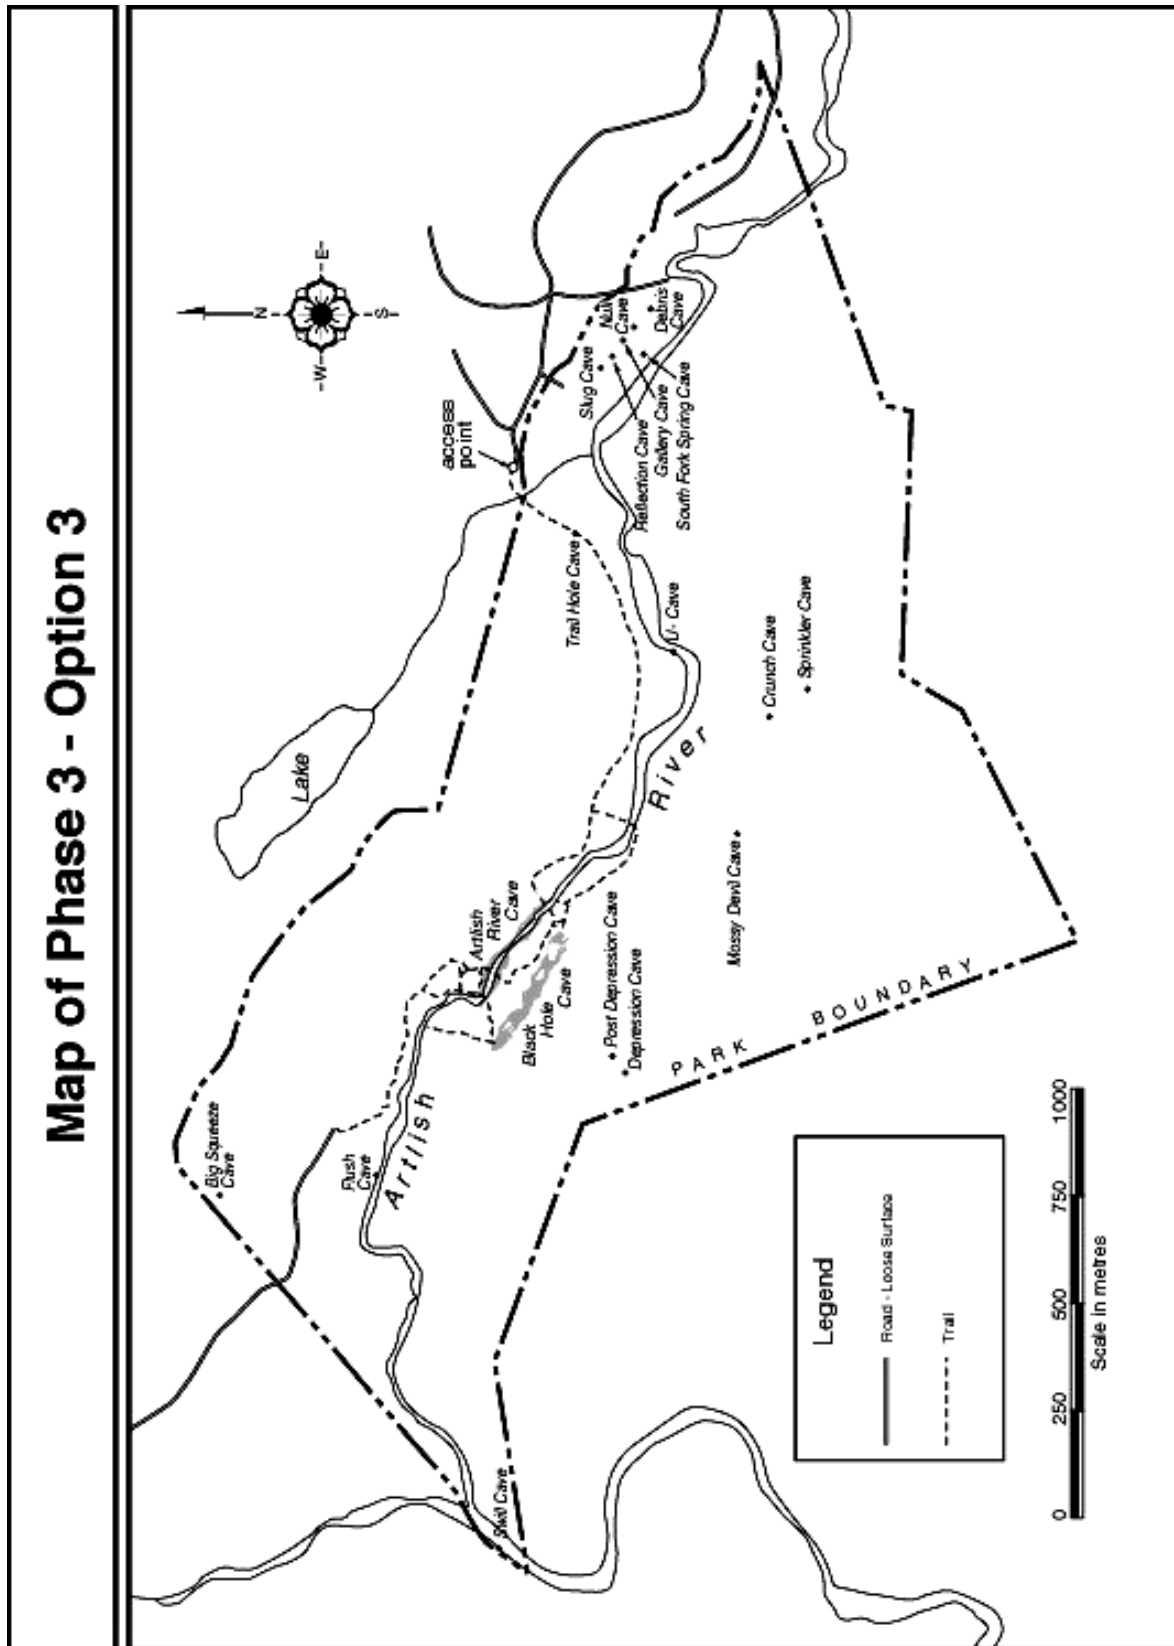 Map of Phase 3 - Option 3
N
W
E
S
Lake
access
point
Big Squeeze
Cave
Flush
Cave
Artlish
River
Artlish
River
Cave
Black
Hole
Cave
Trail Hole Cave
Slug Cave
Cave
Debris
Cave
Reflection Cave
Gallery Cave
South Fork Spring Cave
U- Cave
Crunch Cave
Sprinkler Cave
Mossy Devil Cave
Post Depression Cave
Depression Cave
Swill Cave
PARK BOUNDARY
Legend
Road - Loose Surface
Trail
0 250 500 750 1000
Scale in metres